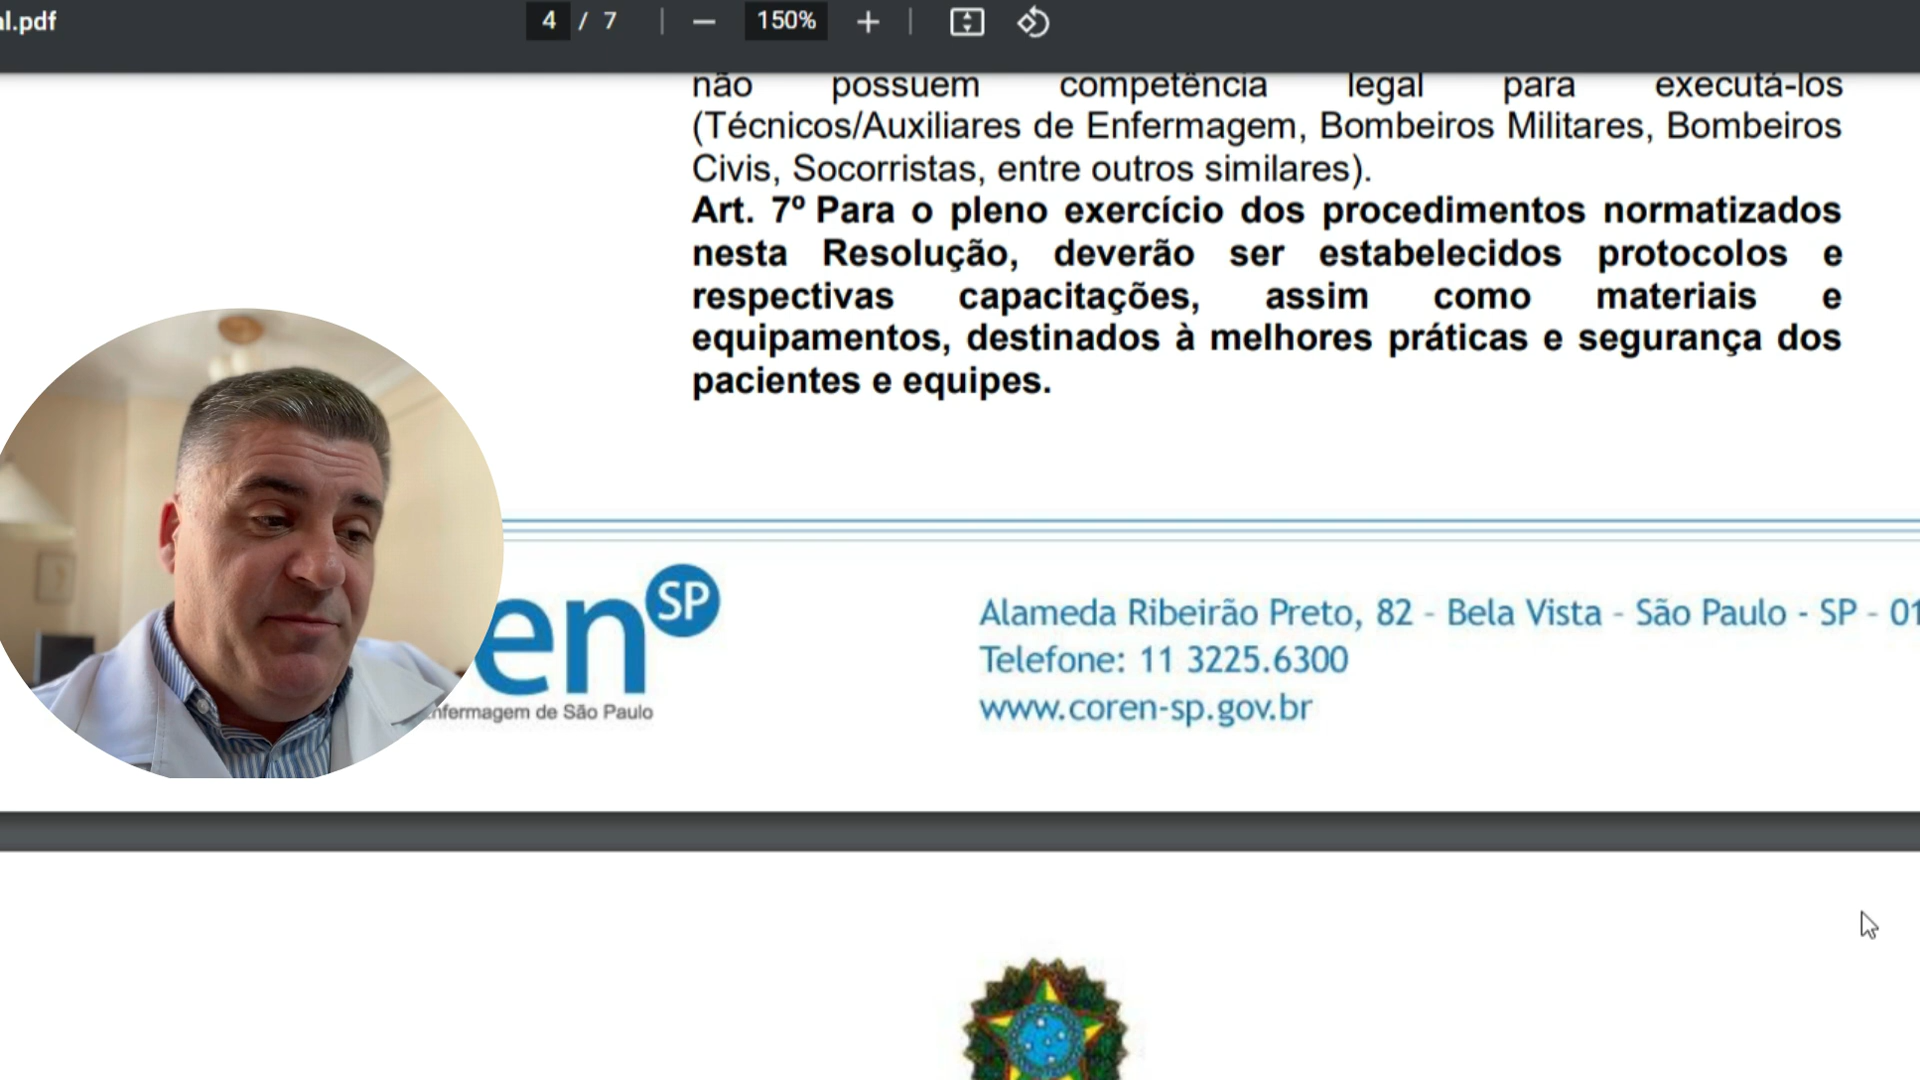 al.pdf
4 / 7
150%
não possuem competência legal para executá-los
(Técnicos/Auxiliares de Enfermagem, Bombeiros Militares, Bombeiros
Civis, Socorristas, entre outros similares).
Art. 7º Para o pleno exercício dos procedimentos normatizados
nesta Resolução, deverão ser estabelecidos protocolos e
respectivas capacitações, assim como materiais e
equipamentos, destinados à melhores práticas e segurança dos
pacientes e equipes.
en SP
nfermagem de São Paulo
Alameda Ribeirão Preto, 82 - Bela Vista - São Paulo - SP - 01
Telefone: 11 3225.6300
www.coren-sp.gov.br